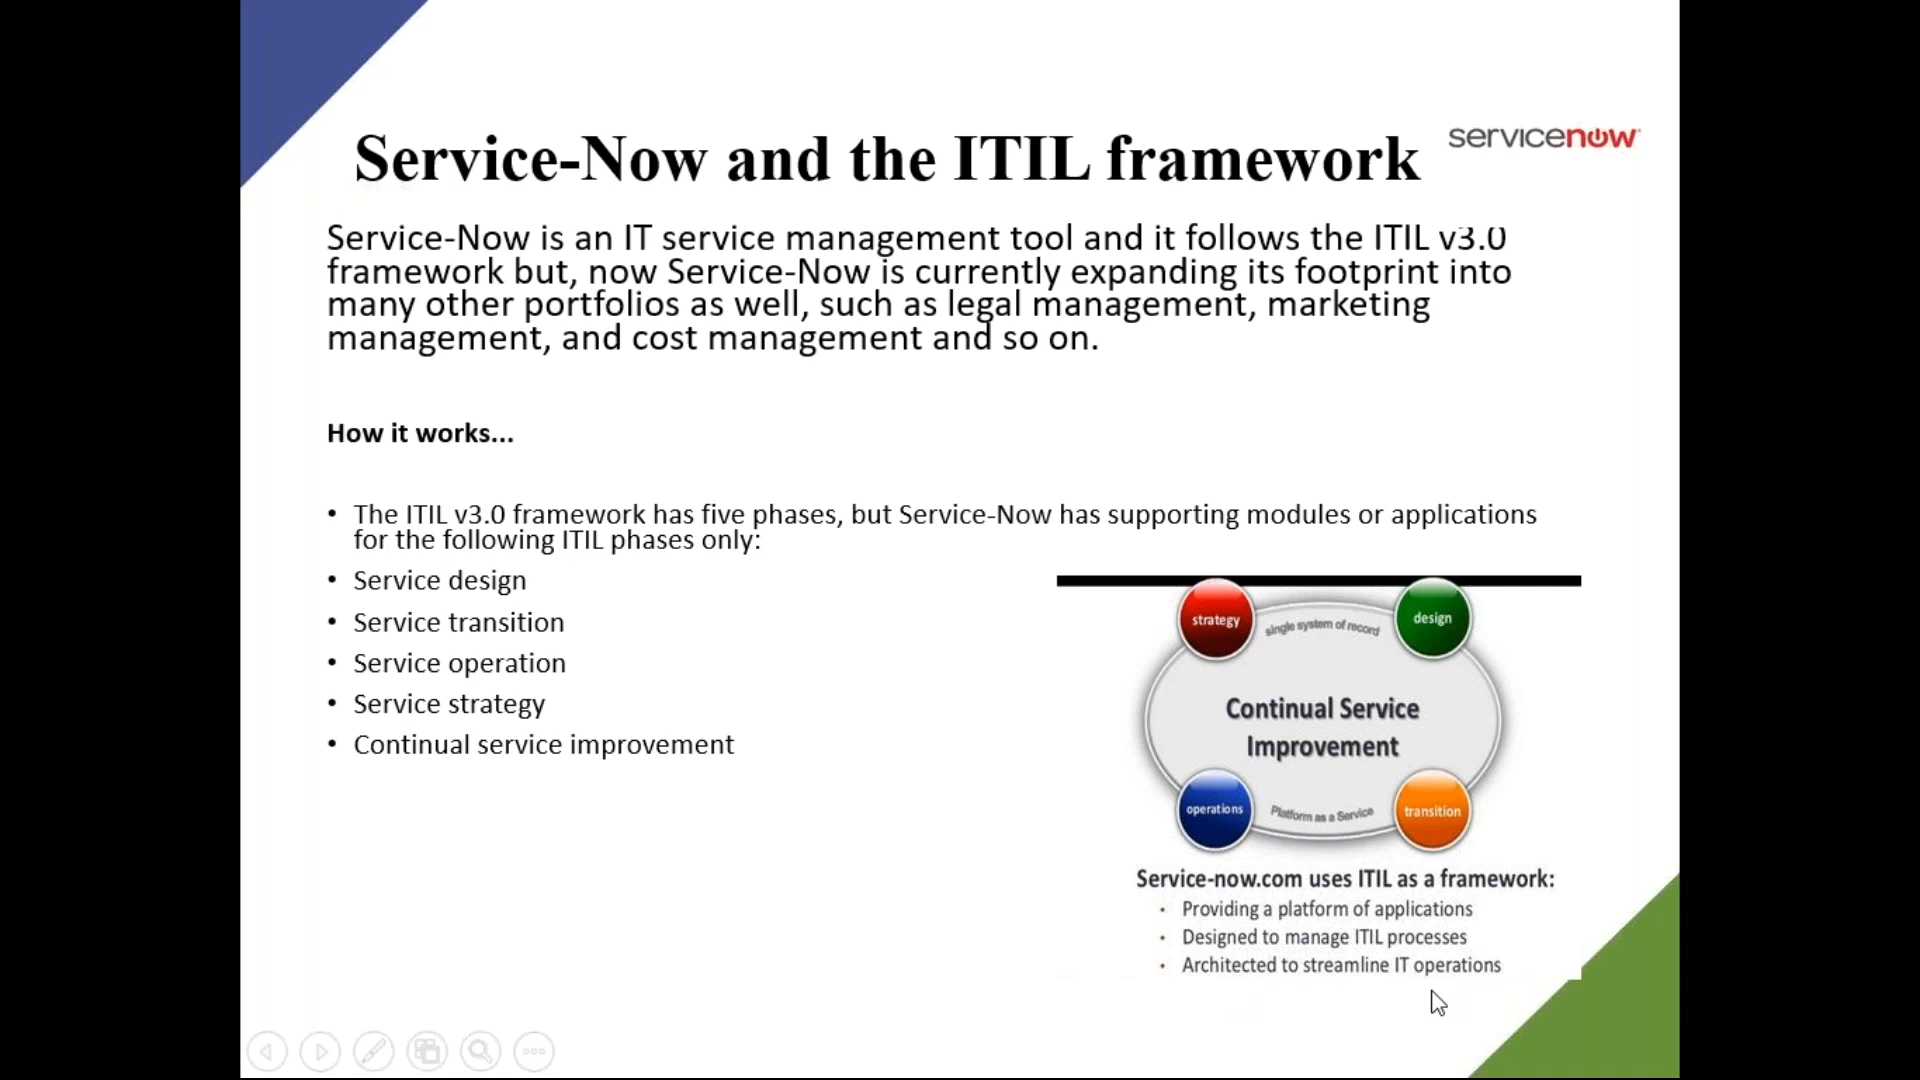 servicenow
Service-Now and the ITIL framework
Service-Now is an IT service management tool and it follows the ITIL v3.0
framework but, now Service-Now is currently expanding its footprint into
many other portfolios as well, such as legal management, marketing
management, and cost management and so on.
How it works...
• The ITIL v3.0 framework has five phases, but Service-Now has supporting modules or applications
for the following ITIL phases only:
• Service design
• Service transition
• Service operation
• Service strategy
• Continual service improvement
strategy
single system of record
design
Continual Service
Improvement
operations
Platform as a Service
transition
Service-now.com uses ITIL as a framework:
• Providing a platform of applications
• Designed to manage ITIL processes
• Architected to streamline IT operations